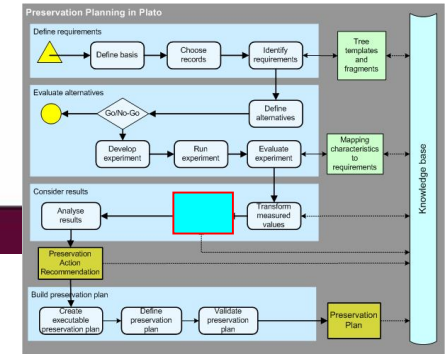 Preservation Planning in Plato
Define requirements
Define basis
Choose
records
Identify
requirements
Tree
templates
and
fragments
Evaluate alternatives
Go/No-Go
Define
alternatives
Develop
experiment
Run
experiment
Evaluate
experiment
Mapping
characteristics
to
requirements
Knowledge base
Consider results
Analyse
results
Transform
measured
values
Preservation
Action
Recommendation
Build preservation plan
Create
executable
preservation plan
Define
preservation
plan
Validate
preservation
plan
Preservation
Plan